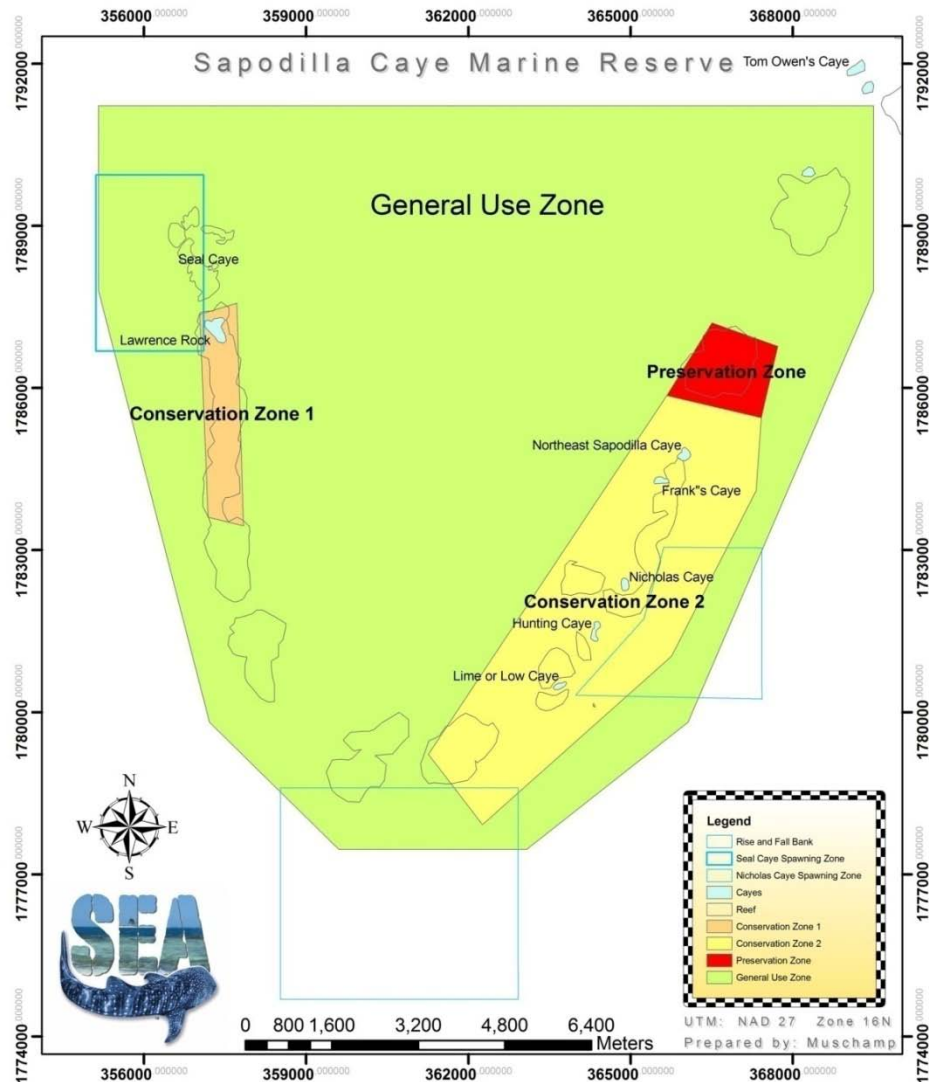 356000.000000 359000.000000 362000.000000 365000.000000 368000.000000
Sapodilla Caye Marine Reserve
Tom Owen's Caye
General Use Zone
Seal Caye
Lawrence Rock
Preservation Zone
Conservation Zone 1
Northeast Sapodilla Caye
Frank"s Caye
Nicholas Caye
Conservation Zone 2
Hunting Caye
Lime or Low Caye
1792000.000000
1789000.000000
1786000.000000
1783000.000000
1780000.000000
1777000.000000
1774000.000000
1792000.000000
1789000.000000
1786000.000000
1783000.000000
1780000.000000
1777000.000000
1774000.000000
N
W E
S
SEA
Legend
Rise and Fall Bank
Seal Caye Spawning Zone
Nicholas Caye Spawning Zone
Cayes
Reef
Conservation Zone 1
Conservation Zone 2
Preservation Zone
General Use Zone
UTM: NAD 27 Zone 16N
Prepared by: Muschamp
0 800 1,600 3,200 4,800 6,400
Meters
356000.000000 359000.000000 362000.000000 365000.000000 368000.000000